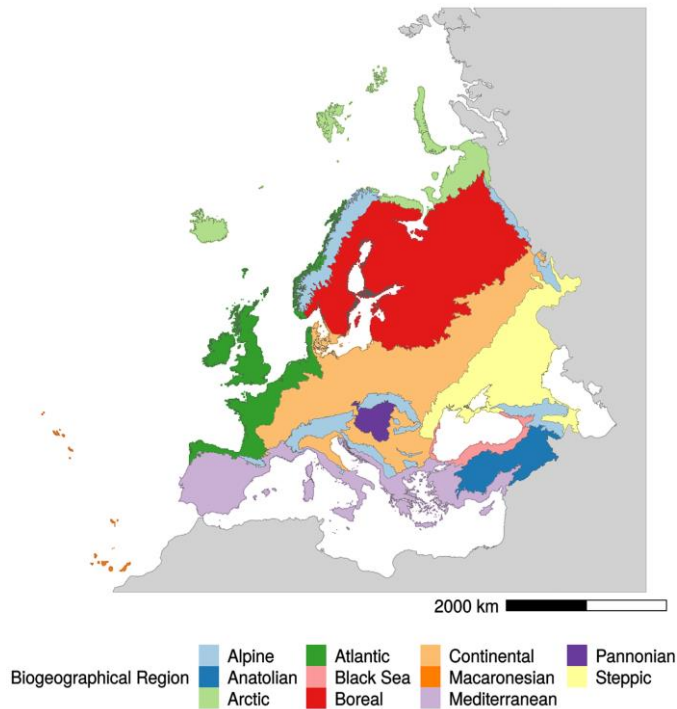 2000 km
Alpine Atlantic Continental Pannonian
Biogeographical Region Anatolian Black Sea Macaronesian Steppic
Arctic Boreal Mediterranean